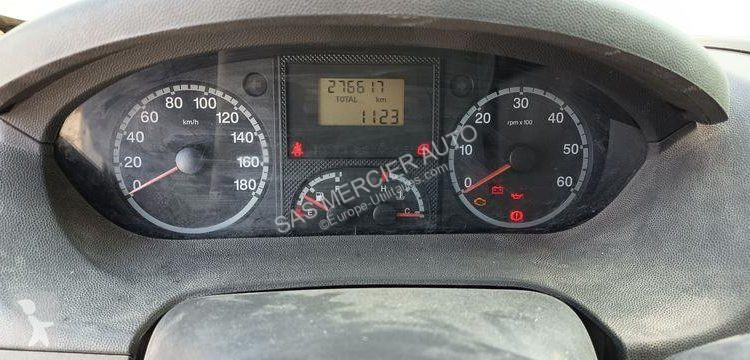 276617
TOTAL km
1123
0 20 40 60 80 100 120 140 160 180
km/h
0 10 20 30 40 50 60
rpm x 100
E
H
C
SAS MERCIER AUTO
©Europe-Utilitaires.com